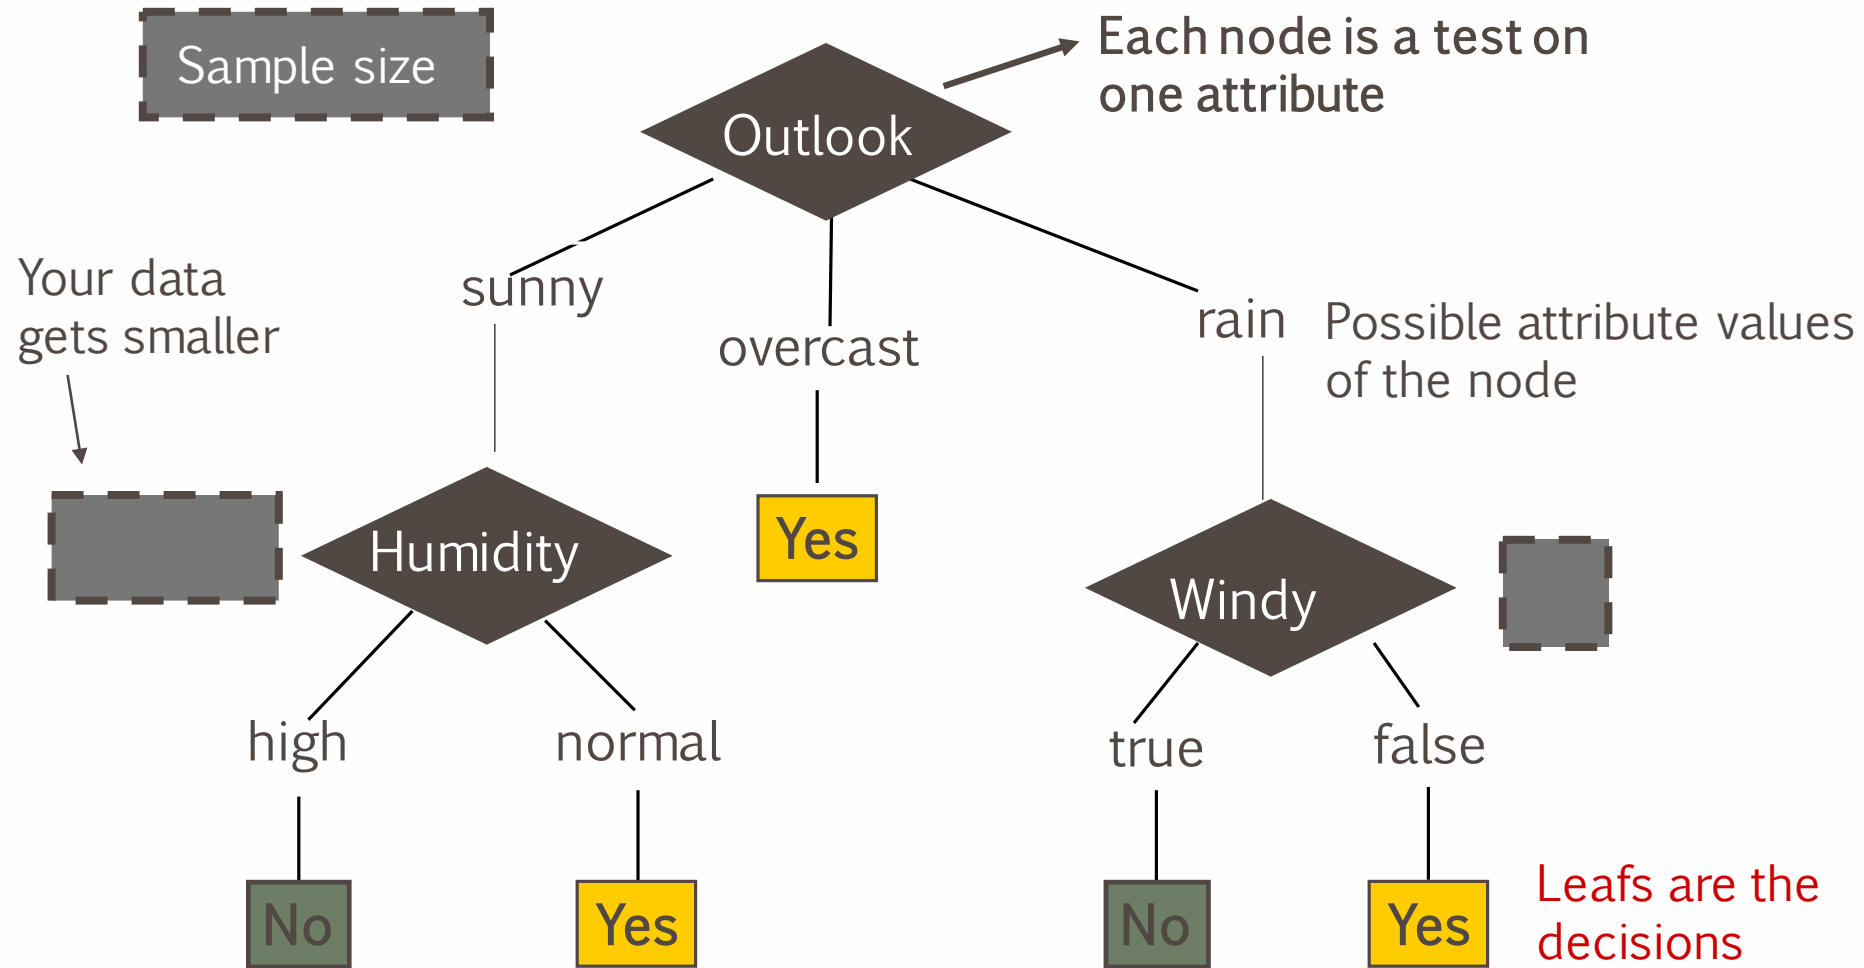 Sample size
Each node is a test on
one attribute
Outlook
Your data
gets smaller
sunny
overcast
rain
Possible attribute values
of the node
Humidity
Yes
Windy
high
normal
true
false
No
Yes
No
Yes
Leafs are the
decisions